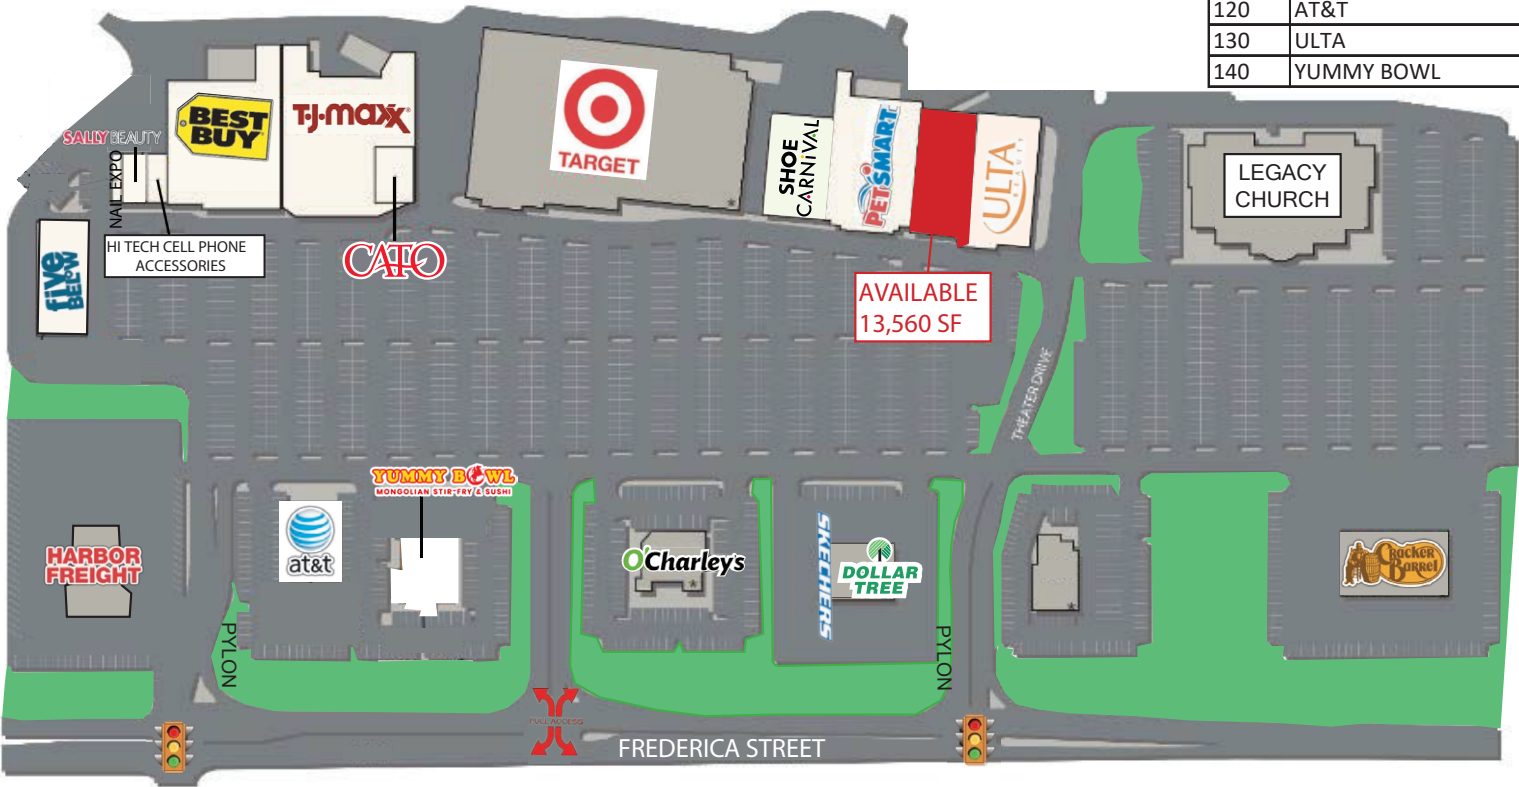 120 AT&T
130 ULTA
140 YUMMY BOWL
BEST
BUY
T.J.maxx
TARGET
SHOE
CARNIVAL
PETSMART
ULTA
BEAUTY
LEGACY
CHURCH
SALLY BEAUTY
NAIL EXPO
HI TECH CELL PHONE
ACCESSORIES
CATO
five
BEL°W
AVAILABLE
13,560 SF
THEATER DRIVE
YUMMY BOWL
MONGOLIAN STIR-FRY & SUSHI
HARBOR
FREIGHT
at&t
O'Charley's
*
SKECHERS
DOLLAR
TREE
*
Cracker
Barrel
PYLON
PYLON
FULL ACCESS
FREDERICA STREET